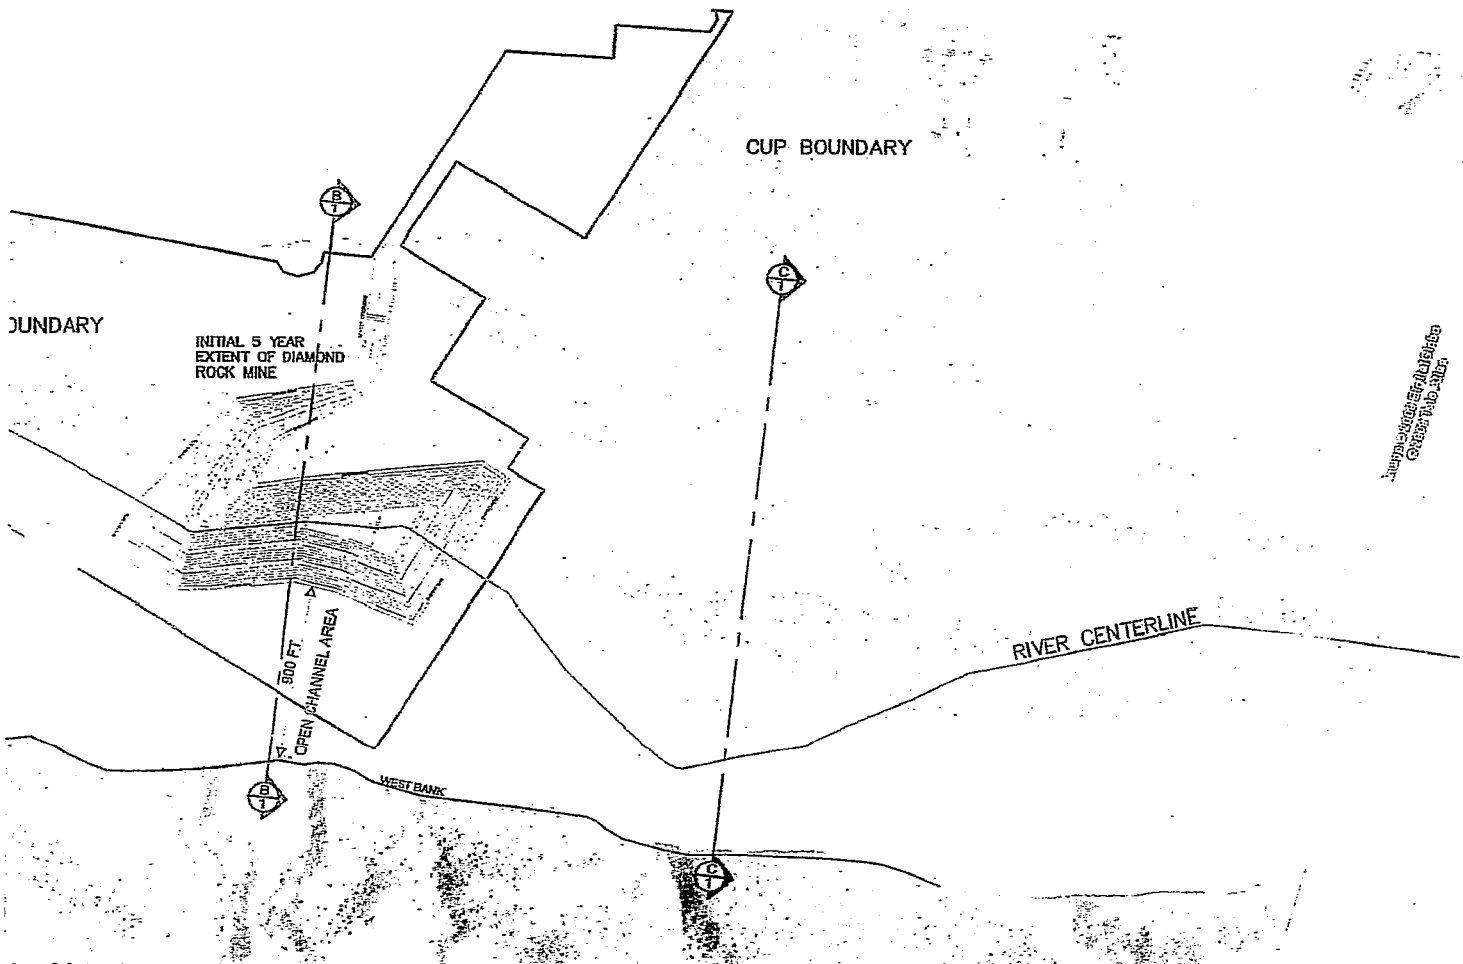 CUP BOUNDARY
B
1
C
1
OUNDARY
INITIAL 5 YEAR
EXTENT OF DIAMOND
ROCK MINE
RIVER CENTERLINE
900 FT.
OPEN CHANNEL AREA
WEST BANK
B
1
C
1